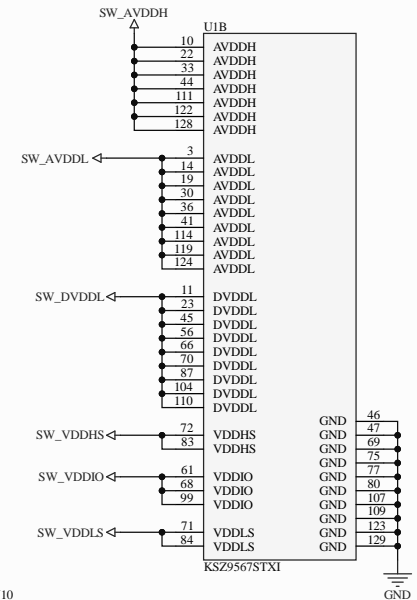 SW_AVDDH
U1B
10 AVDDH
22 AVDDH
33 AVDDH
44 AVDDH
111 AVDDH
122 AVDDH
128 AVDDH
SW_AVDDL 3 AVDDL
14 AVDDL
19 AVDDL
30 AVDDL
36 AVDDL
41 AVDDL
114 AVDDL
119 AVDDL
124 AVDDL
SW_DVDDL 11 DVDDL
23 DVDDL
45 DVDDL
56 DVDDL
66 DVDDL
70 DVDDL
87 DVDDL
104 DVDDL
110 DVDDL
GND 46
SW_VDDHS 72 VDDHS GND 47
83 VDDHS GND 69
GND 75
SW_VDDIO 61 VDDIO GND 77
68 VDDIO GND 80
99 VDDIO GND 107
GND 109
SW_VDDLS 71 VDDLS GND 123
84 VDDLS GND 129
KSZ9567STXI
10
GND